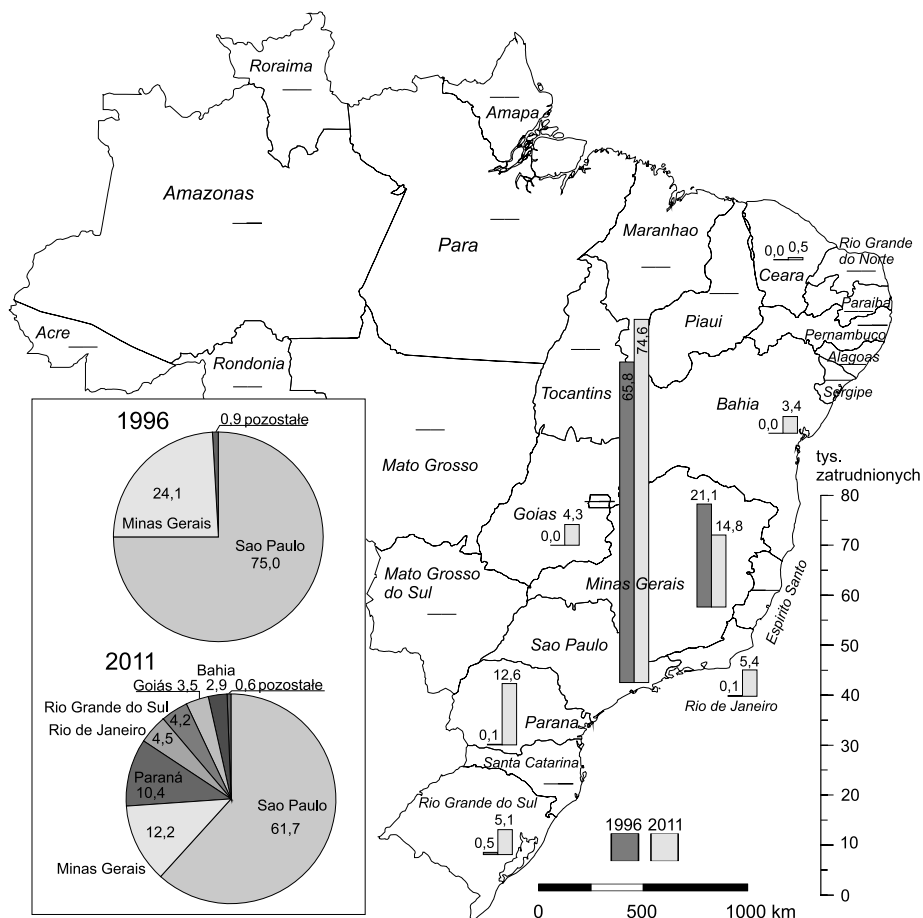 Roraima
Amapa
Amazonas
Para
Maranhao
0,0 0,5
Ceara
Rio Grande
do Norte
Paraiba
Piaui
Pernambuco
Acre
Rondonia
Alagoas
Sergipe
Tocantins
Bahia
3,4
0,0
65,8
74,6
Mato Grosso
Goias
4,3
0,0
21,1
14,8
Minas Gerais
Mato Grosso
do Sul
Sao Paulo
Espirito Santo
5,4
0,1
Rio de Janeiro
12,6
0,1
Parana
Santa Catarina
Rio Grande do Sul
5,1
0,5
1996
0,9 pozostałe
24,1
Minas Gerais
Sao Paulo
75,0
2011
Bahia
Goiás 3,5
2,9
0,6 pozostałe
Rio Grande do Sul
4,2
Rio de Janeiro
4,5
Paraná
10,4
Sao Paulo
61,7
12,2
Minas Gerais
tys.
zatrudnionych
80
70
60
50
40
30
20
10
0
1996 2011
0 500 1000 km